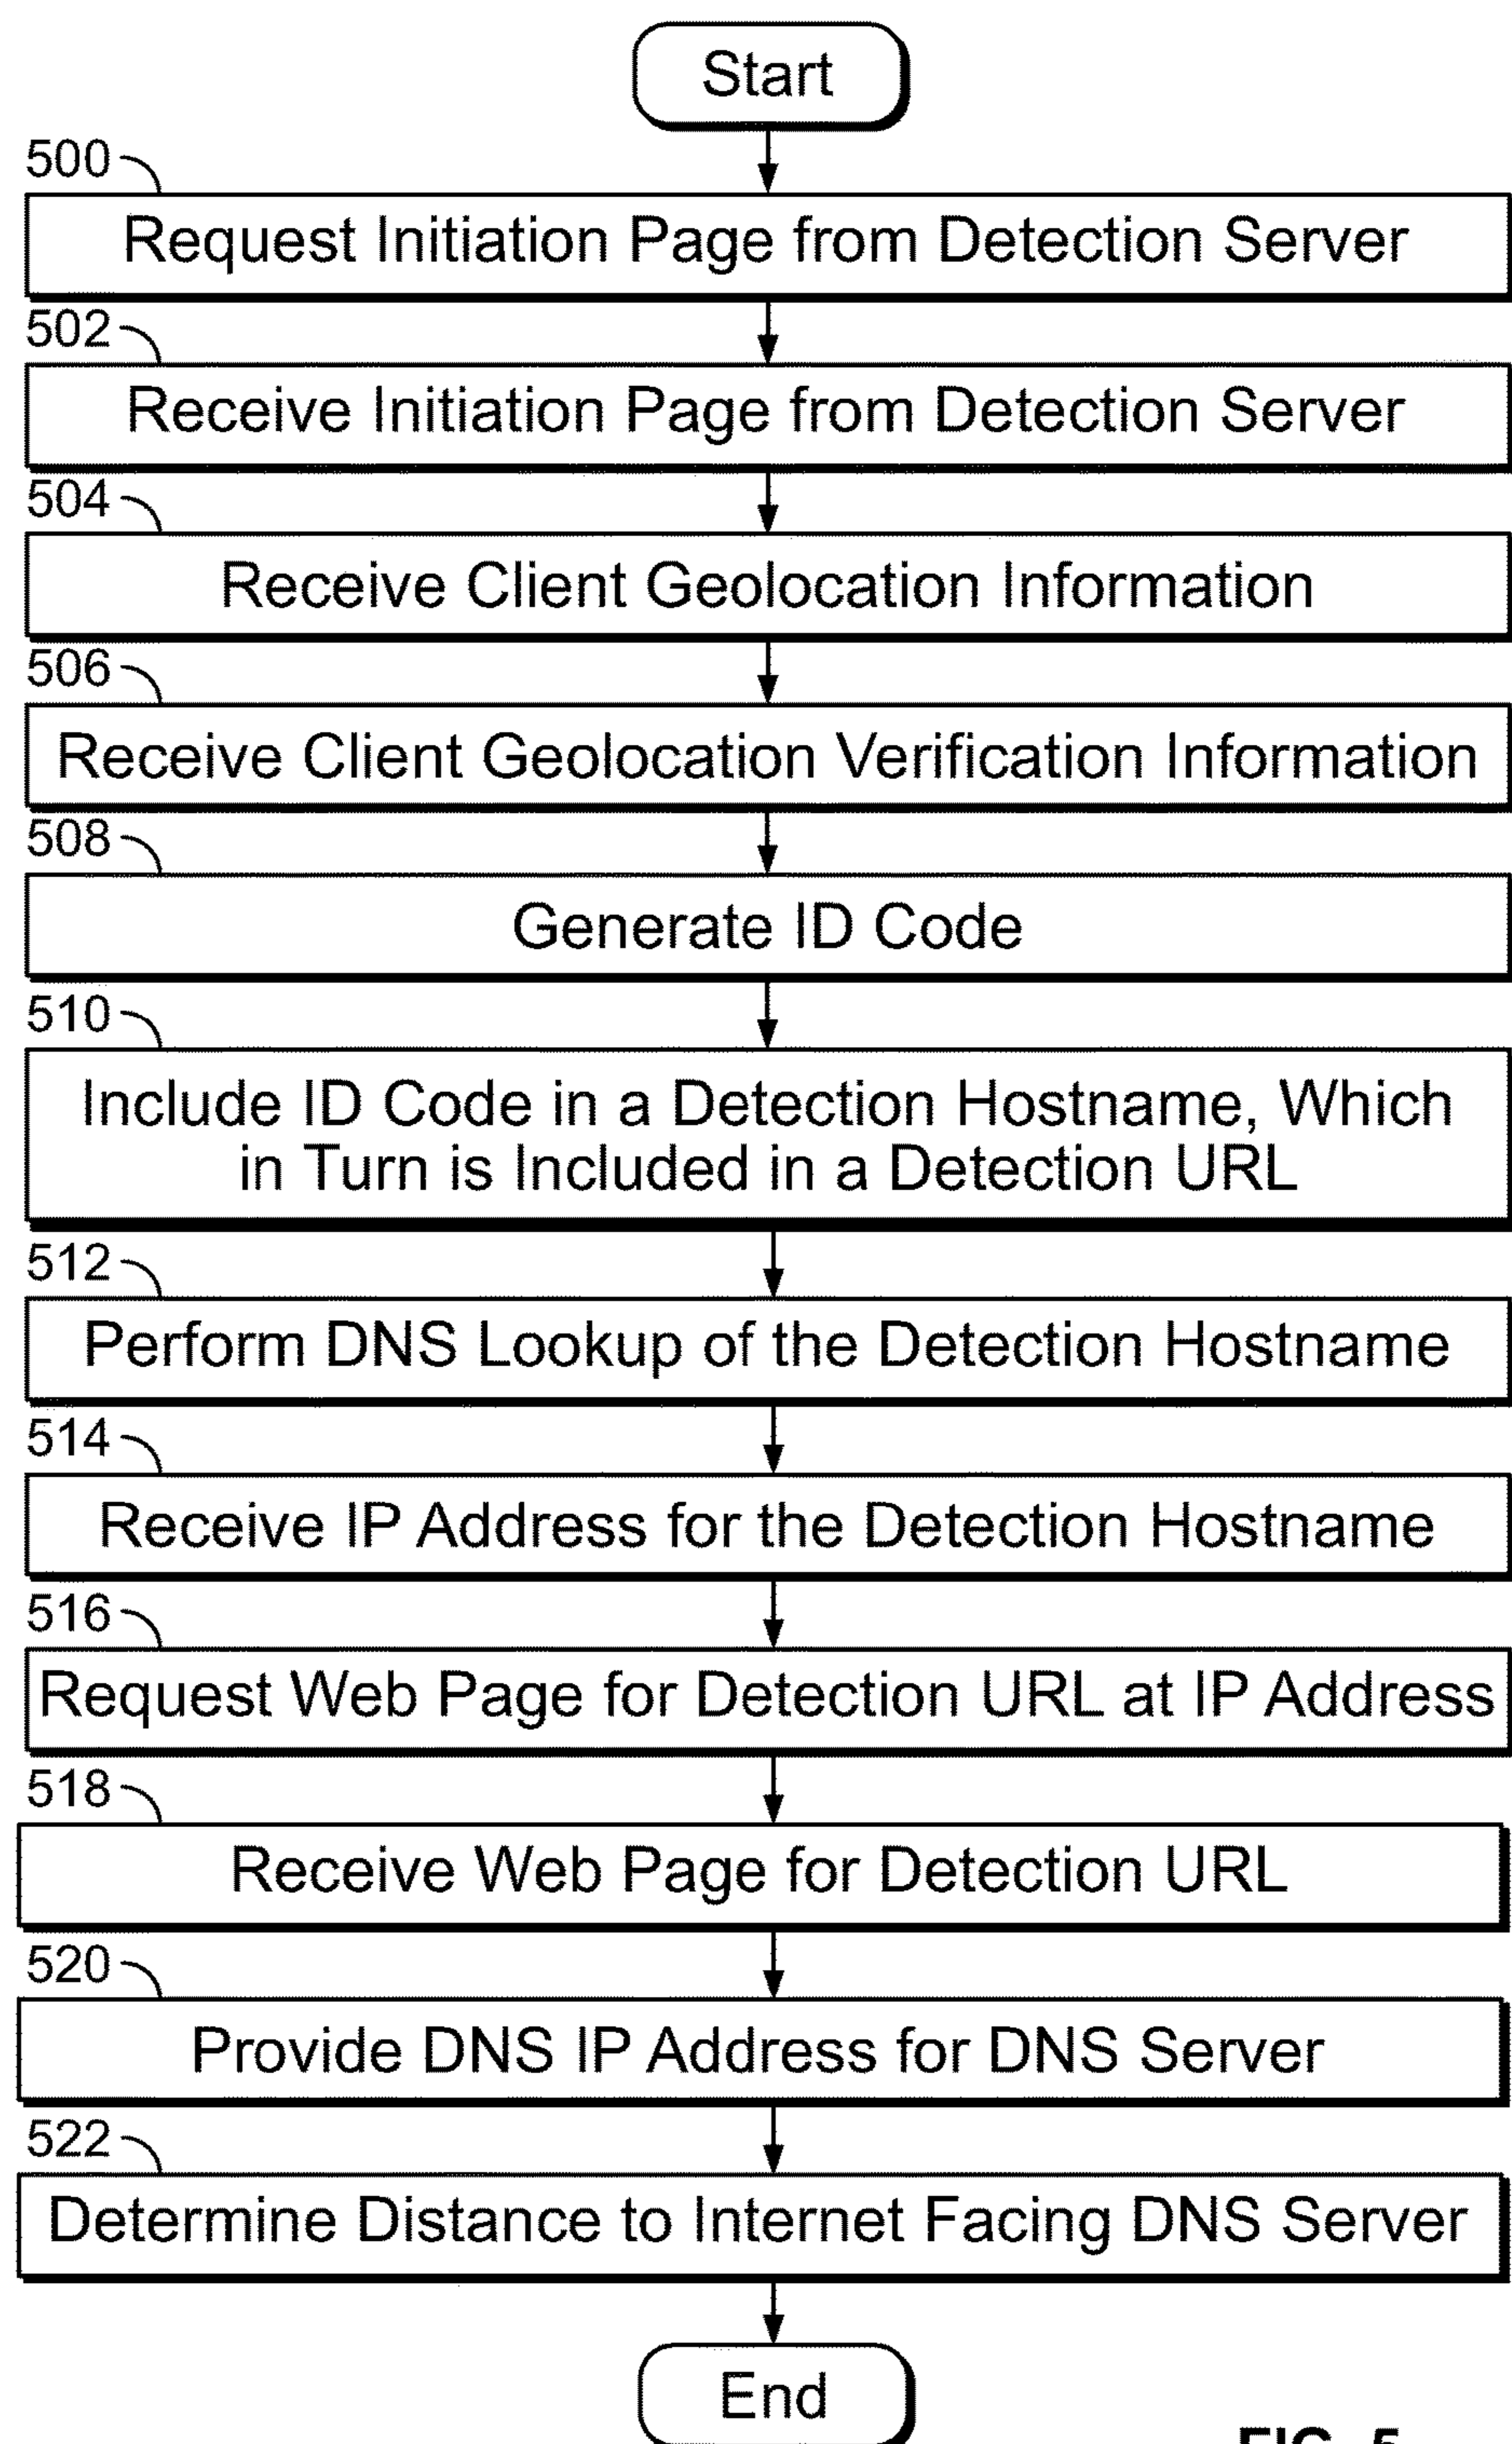 Start
500
Request Initiation Page from Detection Server
502
Receive Initiation Page from Detection Server
504
Receive Client Geolocation Information
506
Receive Client Geolocation Verification Information
508
Generate ID Code
510
Include ID Code in a Detection Hostname, Which
in Turn is Included in a Detection URL
512
Perform DNS Lookup of the Detection Hostname
514
Receive IP Address for the Detection Hostname
516
Request Web Page for Detection URL at IP Address
518
Receive Web Page for Detection URL
520
Provide DNS IP Address for DNS Server
522
Determine Distance to Internet Facing DNS Server
End
FIG. 5